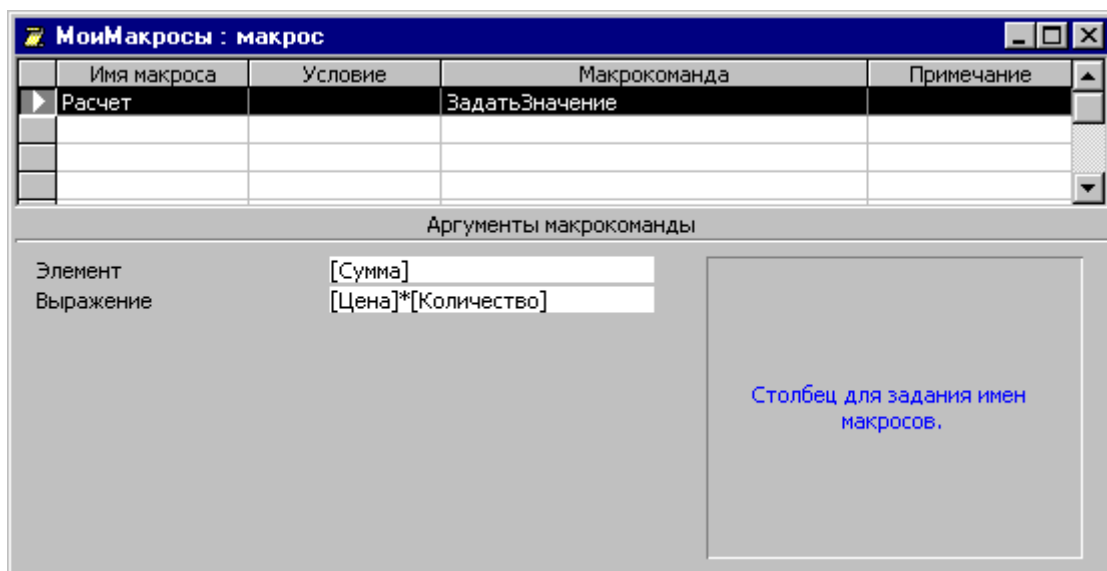 МоиМакросы : макрос
Имя макроса Условие Макрокоманда Примечание
Расчет ЗадатьЗначение
Аргументы макрокоманды
Элемент [Сумма]
Выражение [Цена]*[Количество]
Столбец для задания имен
макросов.